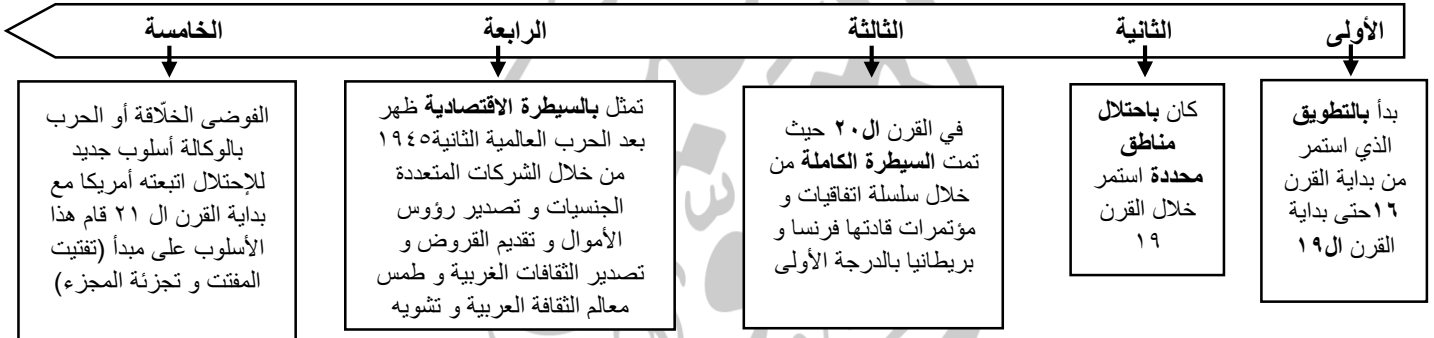 الأولى
الثانية
الثالثة
الرابعة
الخامسة
بدأ بالتطويق
الذي استمر
من بداية القرن
١٦حتى بداية
القرن ال١٩
كان باحتلال
مناطق
محددة استمر
خلال القرن
١٩
في القرن ال٢٠ حيث
تمت السيطرة الكاملة من
خلال سلسلة اتفاقيات و
مؤتمرات قادتها فرنسا و
بريطانيا بالدرجة الأولى
تمثل بالسيطرة الاقتصادية ظهر
بعد الحرب العالمية الثانية١٩٤٥
من خلال الشركات المتعددة
الجنسيات و تصدير رؤوس
الأموال و تقديم القروض و
تصدير الثقافات الغربية و طمس
معالم الثقافة العربية و تشويه
الفوضى الخلّاقة أو الحرب
بالوكالة أسلوب جديد
للإحتلال اتبعته أمريكا مع
بداية القرن ال ٢١ قام هذا
الأسلوب على مبدأ (تفتيت
المفتت و تجزئة المجزء)